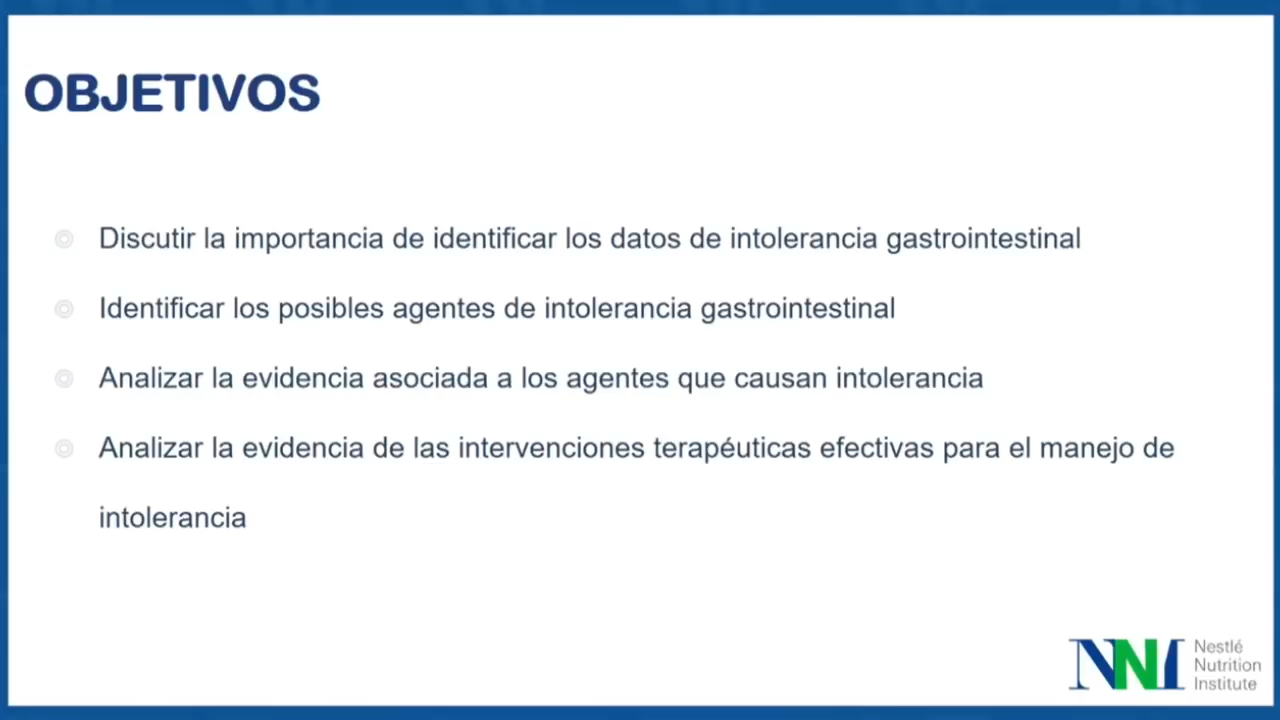 OBJETIVOS
Discutir la importancia de identificar los datos de intolerancia gastrointestinal
Identificar los posibles agentes de intolerancia gastrointestinal
Analizar la evidencia asociada a los agentes que causan intolerancia
Analizar la evidencia de las intervenciones terapéuticas efectivas para el manejo de
intolerancia
NNI
Nestlé
Nutrition
Institute